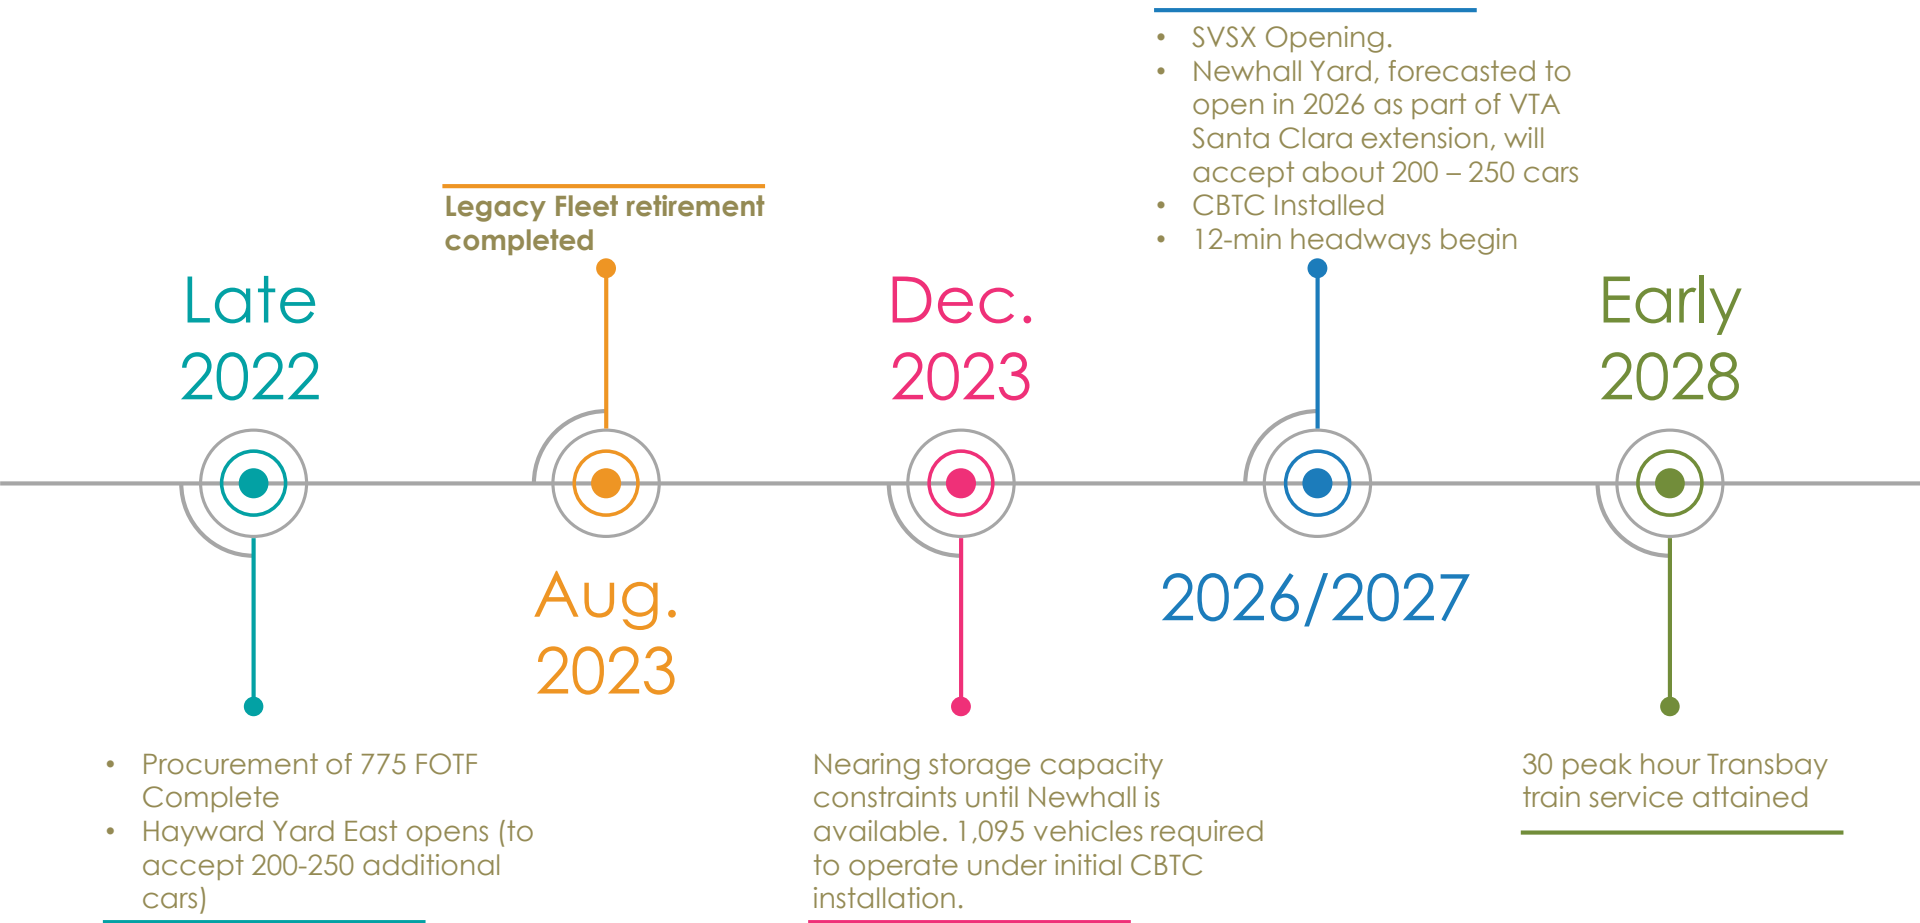 Late
2022
• Procurement of 775 FOTF
Complete
• Hayward Yard East opens (to
accept 200-250 additional
cars)
Legacy Fleet retirement
completed
Aug.
2023
Dec.
2023
Nearing storage capacity
constraints until Newhall is
available. 1,095 vehicles required
to operate under initial CBTC
installation.
• SVSX Opening.
• Newhall Yard, forecasted to
open in 2026 as part of VTA
Santa Clara extension, will
accept about 200 – 250 cars
• CBTC Installed
• 12-min headways begin
2026/2027
Early
2028
30 peak hour Transbay
train service attained